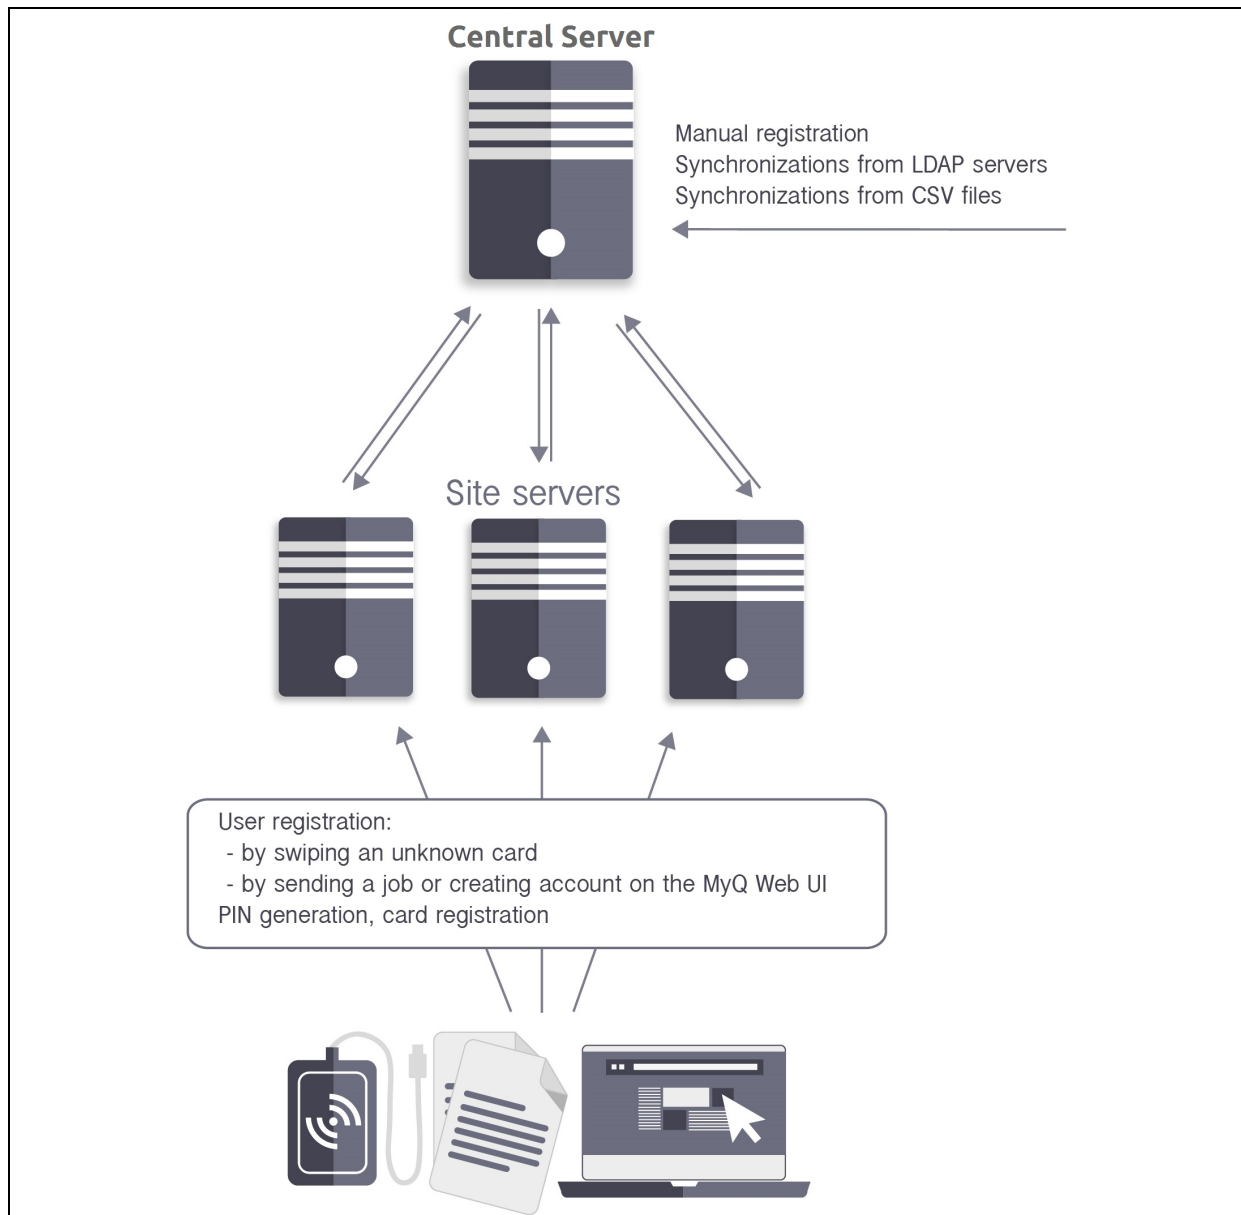 Central Server
Manual registration
Synchronizations from LDAP servers
Synchronizations from CSV files
Site servers
User registration:
- by swiping an unknown card
- by sending a job or creating account on the MyQ Web UI
PIN generation, card registration